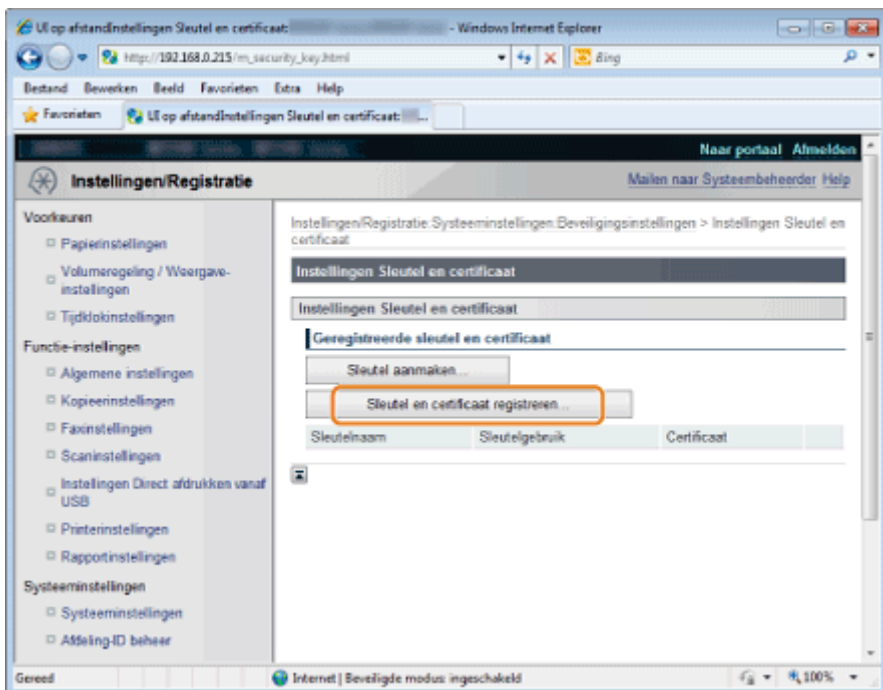 UI op afstandInstellingen Sleutel en certificaat: - Windows Internet Explorer
http://192.168.0.215/m_security_key.html
Bing
Bestand Bewerken Beeld Favorieten Extra Help
Favorieten
UI op afstandInstellingen Sleutel en certificaat: ...
Naar portaal Afmelden
Instellingen/Registratie
Mailen naar Systeembeheerder Help
Voorkeuren
Papierinstellingen
Volumeregeling / Weergave-
instellingen
Tijdklokinstellingen
Functie-instellingen
Algemene instellingen
Kopieerinstellingen
Faxinstellingen
Scaninstellingen
Instellingen Direct afdrukken vanaf
USB
Printerinstellingen
Rapportinstellingen
Systeeminstellingen
Systeeminstellingen
Afdeling-ID beheer
Instellingen/Registratie:Systeeminstellingen:Beveiligingsinstellingen > Instellingen Sleutel en
certificaat
Instellingen Sleutel en certificaat
Instellingen Sleutel en certificaat
Geregistreerde sleutel en certificaat
Sleutel aanmaken...
Sleutel en certificaat registreren...
Sleutelnaam Sleutelgebruik Certificaat
Gereed
Internet | Beveiligde modus: ingeschakeld
100%